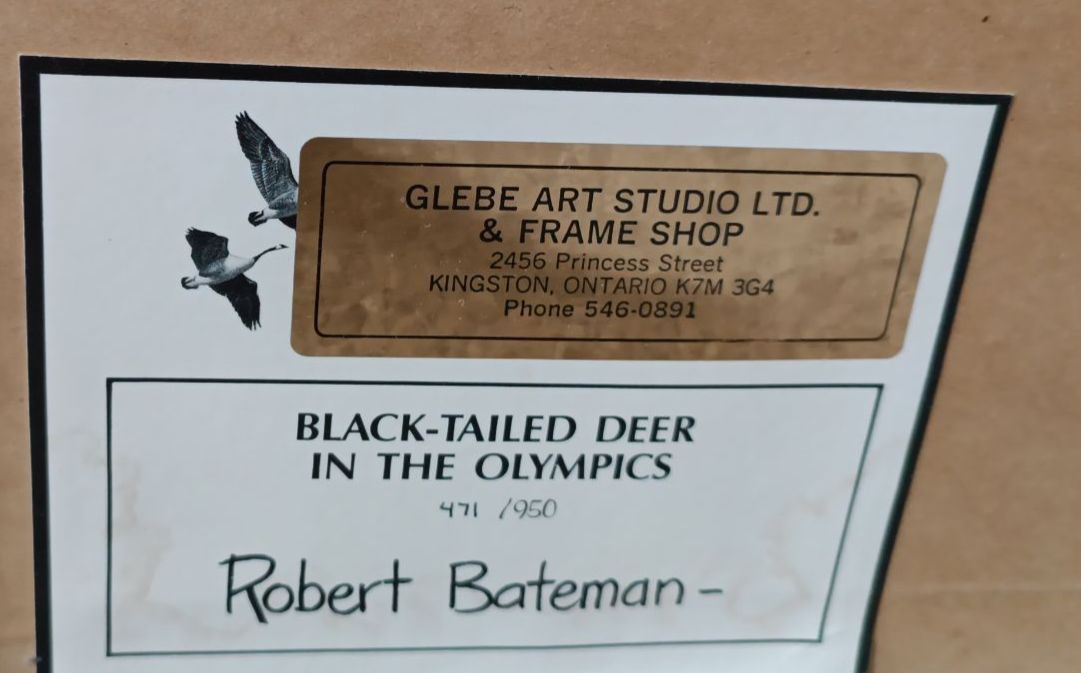 GLEBE ART STUDIO LTD.
& FRAME SHOP
2456 Princess Street
KINGSTON, ONTARIO K7M 3G4
Phone 546-0891
BLACK-TAILED DEER
IN THE OLYMPICS
471 /950
Robert Bateman -